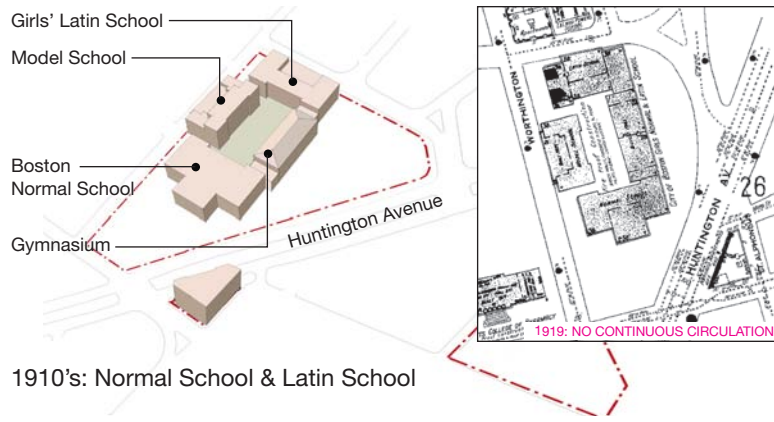 Girls' Latin School
Model School
Boston
Normal School
Gymnasium
Huntington Avenue
1910's: Normal School & Latin School
WORTHINGTON
HUNTINGTON AV.
26
1919: NO CONTINUOUS CIRCULATION